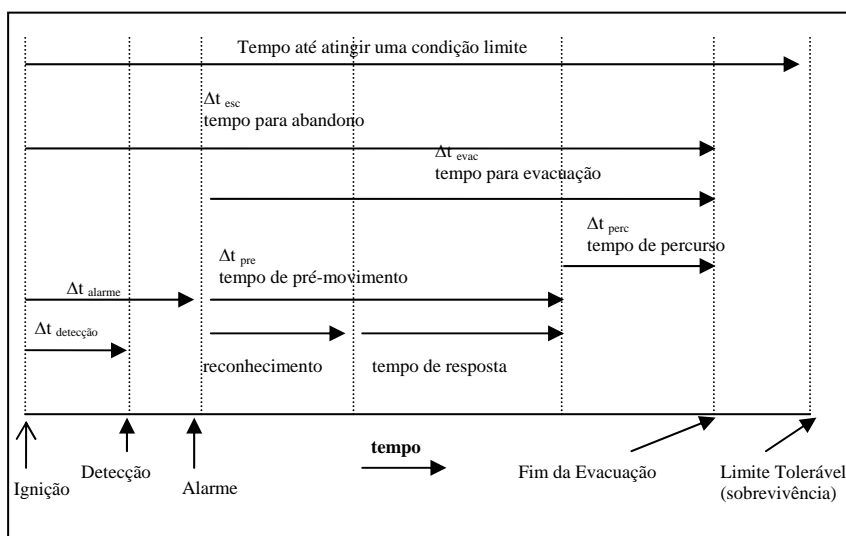 Tempo até atingir uma condição limite
Δt esc
tempo para abandono
Δt evac
tempo para evacuação
Δt perc
tempo de percurso
Δt pre
tempo de pré-movimento
Δt alarme
Δt detecção
reconhecimento
tempo de resposta
tempo
Ignição
Detecção
Alarme
Fim da Evacuação
Limite Tolerável
(sobrevivência)